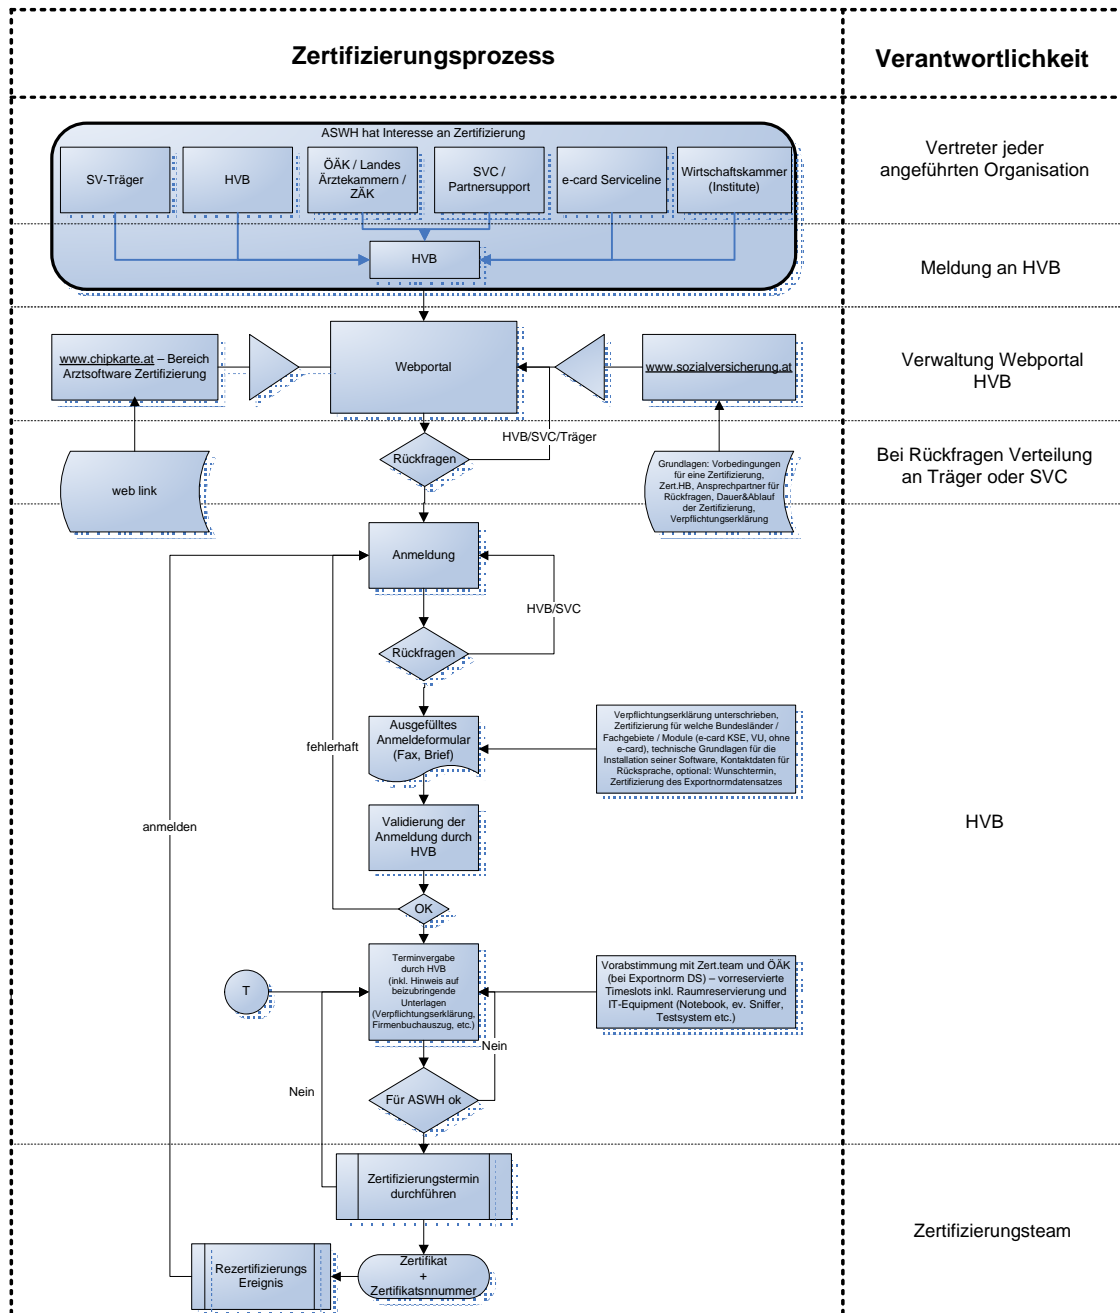 Zertifizierungsprozess
Verantwortlichkeit
ASWH hat Interesse an Zertifizierung
SV-Träger
HVB
ÖÄK / Landes
Ärztekammern /
ZÄK
SVC /
Partnersupport
e-card Serviceline
Wirtschaftskammer
(Institute)
Vertreter jeder
angeführten Organisation
HVB
Meldung an HVB
www.chipkarte.at – Bereich
Arztsoftware Zertifizierung
Webportal
www.sozialversicherung.at
Verwaltung Webportal
HVB
HVB/SVC/Träger
Rückfragen
web link
Grundlagen: Vorbedingungen
für eine Zertifizierung,
Zert.HB, Ansprechpartner für
Rückfragen, Dauer&Ablauf
der Zertifizierung,
Verpflichtungserklärung
Bei Rückfragen Verteilung
an Träger oder SVC
Anmeldung
HVB/SVC
Rückfragen
Ausgefülltes
Anmeldeformular
(Fax, Brief)
Verpflichtungserklärung unterschrieben,
Zertifizierung für welche Bundesländer /
Fachgebiete / Module (e-card KSE, VU, ohne
e-card), technische Grundlagen für die
Installation seiner Software, Kontaktdaten für
Rücksprache, optional: Wunschtermin,
Zertifizierung des Exportnormdatensatzes
fehlerhaft
anmelden
Validierung der
Anmeldung durch
HVB
HVB
OK
T
Terminvergabe
durch HVB
(inkl. Hinweis auf
beizubringende
Unterlagen
(Verpflichtungserklärung,
Firmenbuchauszug, etc.)
Vorabstimmung mit Zert.team und ÖÄK
(bei Exportnorm DS) – vorreservierte
Timeslots inkl. Raumreservierung und
IT-Equipment (Notebook, ev. Sniffer,
Testsystem etc.)
Nein
Nein
Für ASWH ok
Zertifizierungstermin
durchführen
Zertifizierungsteam
Rezertifizierungs
Ereignis
Zertifikat
+
Zertifikatsnnummer